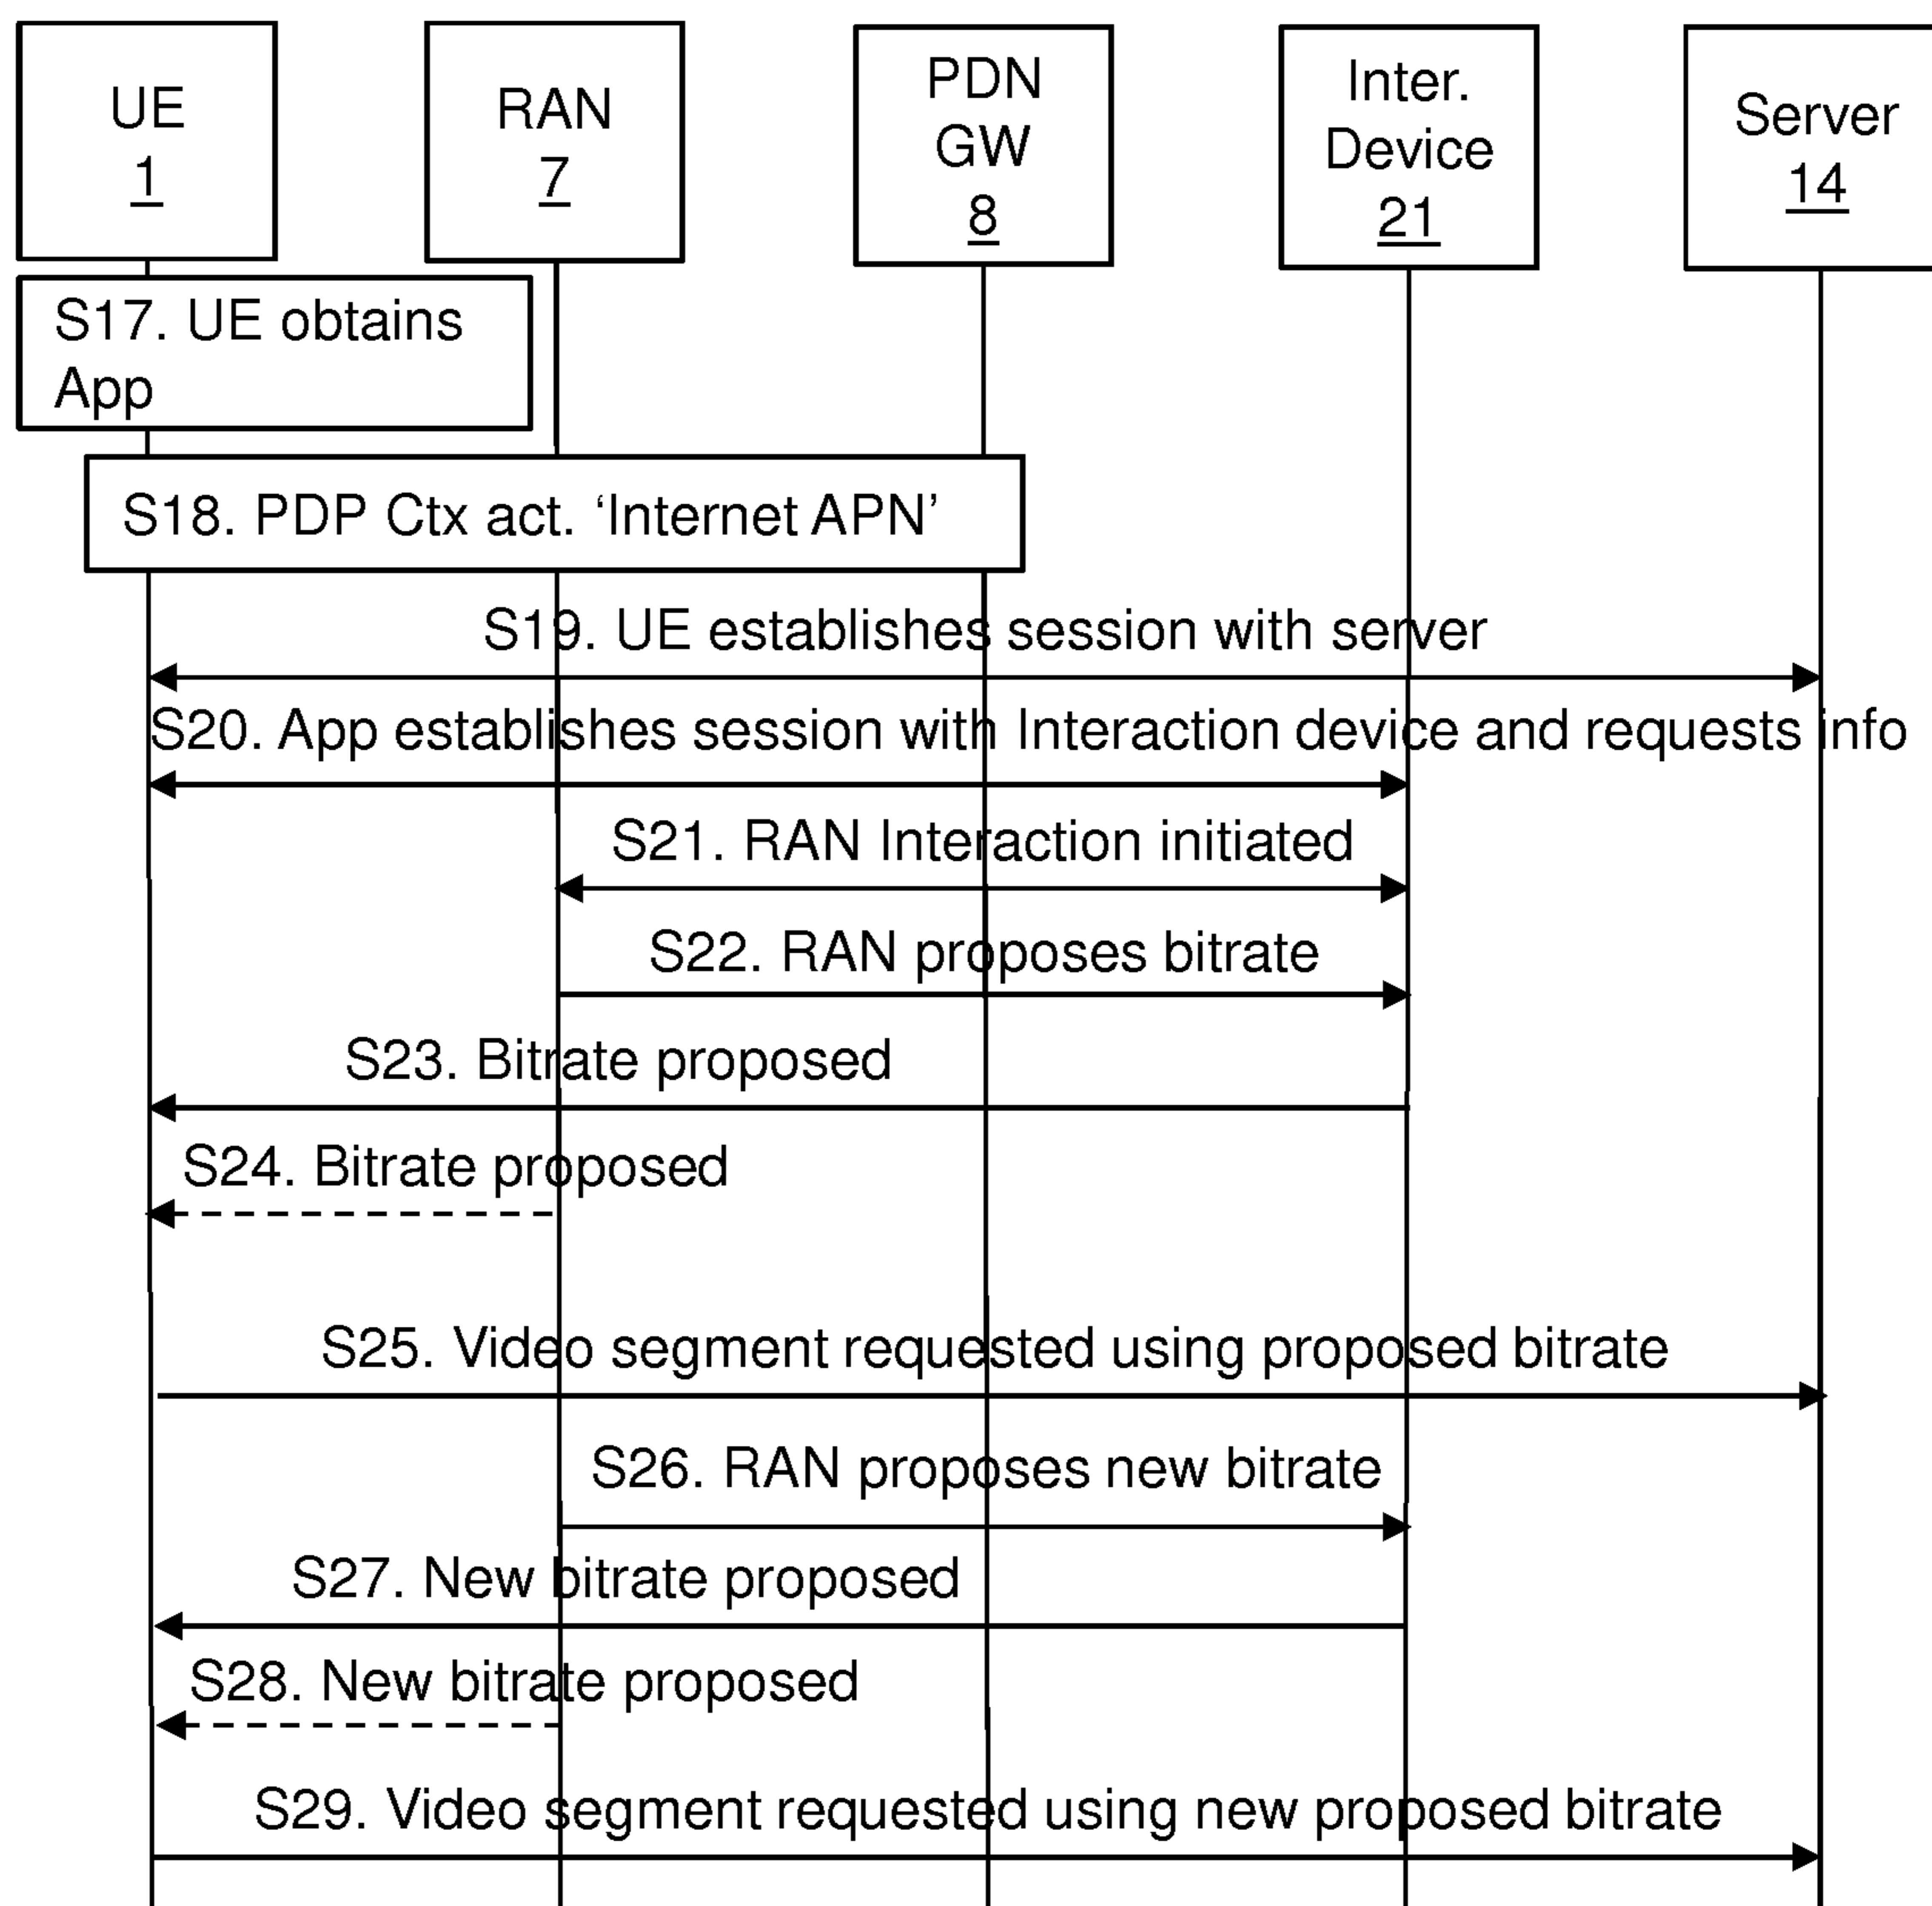 UE
1
RAN
7
PDN
GW
8
Inter.
Device
21
Server
14
S17. UE obtains
App
S18. PDP Ctx act. ‘Internet APN’
S19. UE establishes session with server
S20. App establishes session with Interaction device and requests info
S21. RAN Interaction initiated
S22. RAN proposes bitrate
S23. Bitrate proposed
S24. Bitrate proposed
S25. Video segment requested using proposed bitrate
S26. RAN proposes new bitrate
S27. New bitrate proposed
S28. New bitrate proposed
S29. Video segment requested using new proposed bitrate